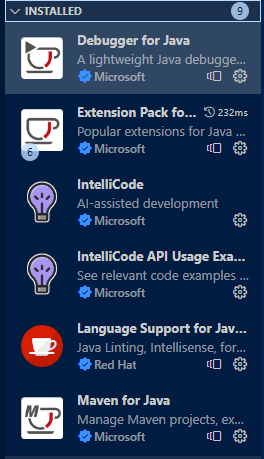 INSTALLED 9
Debugger for Java
A lightweight Java debugge...
Microsoft
Extension Pack fo... 232ms
Popular extensions for Java ...
6 Microsoft
IntelliCode
AI-assisted development
Microsoft
IntelliCode API Usage Exa...
See relevant code examples ...
Microsoft
Language Support for Jav...
Java Linting, Intellisense, for...
Red Hat
M
Maven for Java
Manage Maven projects, ex...
Microsoft